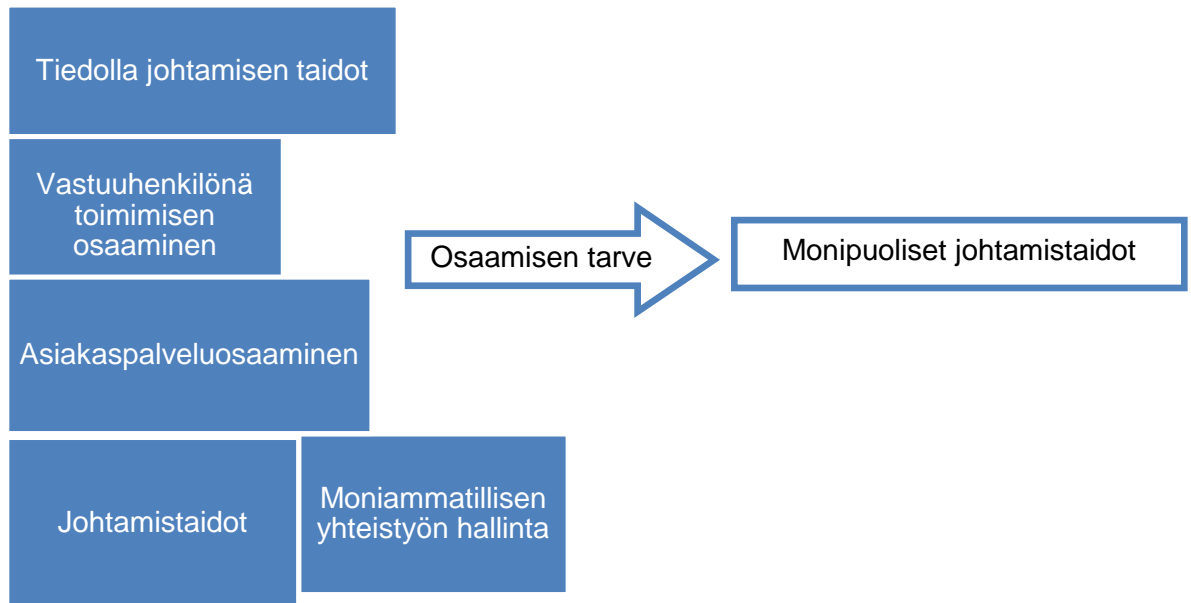 Tiedolla johtamisen taidot
Vastuuhenkilönä
toimimisen
osaaminen
Asiakaspalveluosaaminen
Johtamistaidot
Moniammatillisen
yhteistyön hallinta
Osaamisen tarve
Monipuoliset johtamistaidot